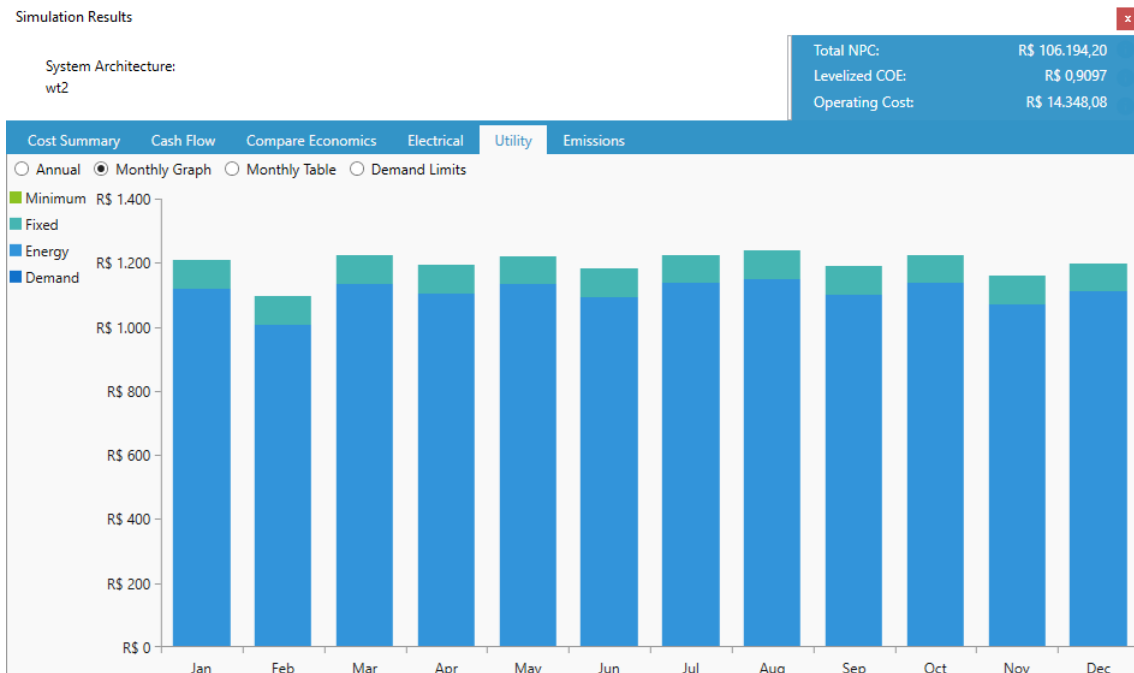 Simulation Results
x
System Architecture:
wt2
Total NPC: R$ 106.194,20
Levelized COE: R$ 0,9097
Operating Cost: R$ 14.348,08
Cost Summary Cash Flow Compare Economics Electrical Utility Emissions
Annual Monthly Graph Monthly Table Demand Limits
Minimum
Fixed
Energy
Demand
R$ 1.400
R$ 1.200
R$ 1.000
R$ 800
R$ 600
R$ 400
R$ 200
R$ 0
Jan Feb Mar Apr May Jun Jul Aug Sep Oct Nov Dec